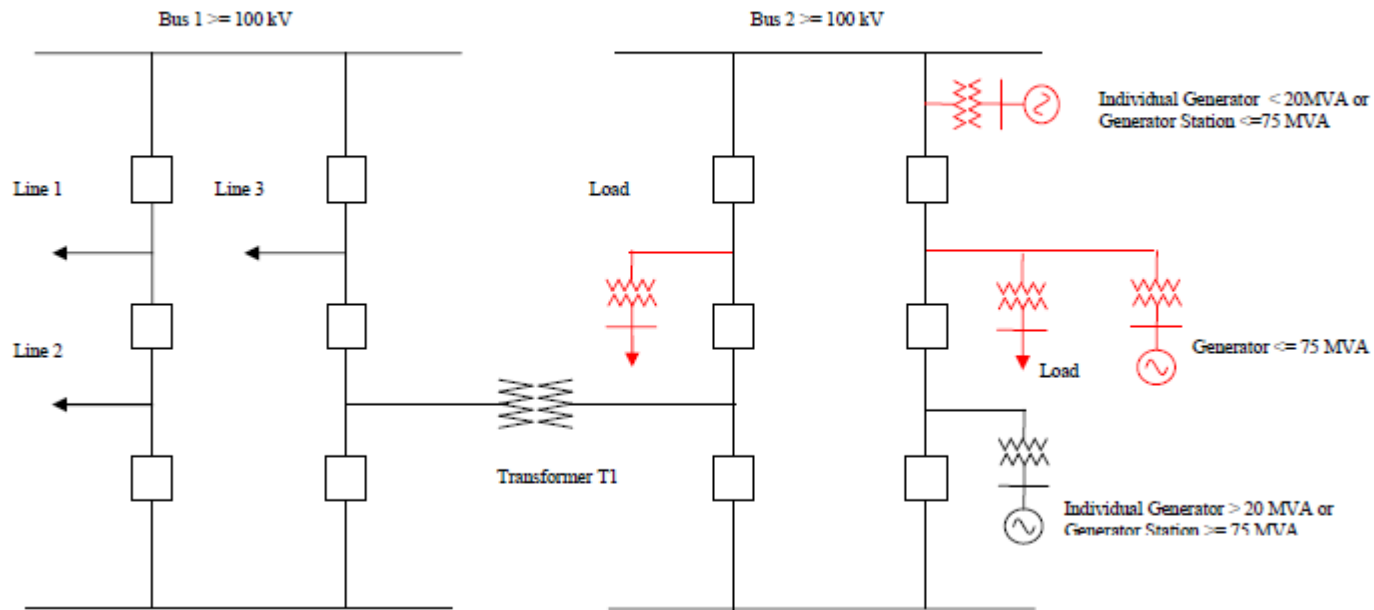 Bus 1 >= 100 kV
Bus 2 >= 100 kV
Individual Generator < 20MVA or
Generator Station <=75 MVA
Line 1
Line 3
Load
Line 2
Generator <= 75 MVA
Load
Transformer T1
Individual Generator > 20 MVA or
Generator Station >= 75 MVA